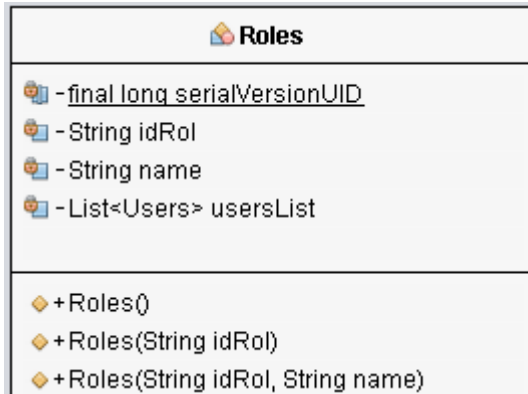 Roles
-final long serialVersionUID
-String idRol
-String name
-List<Users> usersList
+Roles()
+Roles(String idRol)
+Roles(String idRol, String name)